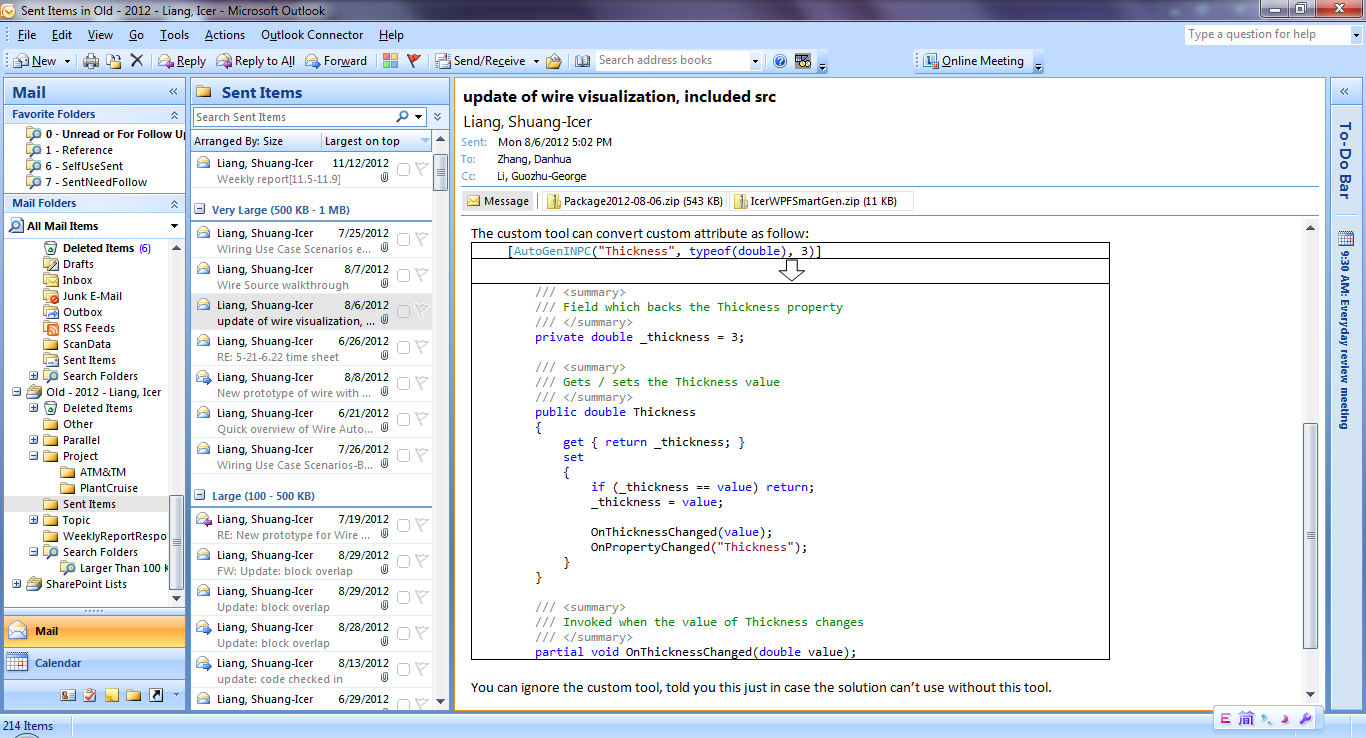 Sent Items in Old - 2012 - Liang, Icer - Microsoft Outlook
File Edit View Go Tools Actions Outlook Connector Help
Type a question for help
New Reply Reply to All Forward Send/Receive Search address books Online Meeting
Mail
Favorite Folders
0 - Unread or For Follow Up
1 - Reference
6 - SelfUseSent
7 - SentNeedFollow
Mail Folders
All Mail Items
Deleted Items (6)
Drafts
Inbox
Junk E-Mail
Outbox
RSS Feeds
ScanData
Sent Items
Search Folders
Old - 2012 - Liang, Icer
Deleted Items
Other
Parallel
Project
ATM&TM
PlantCruise
Sent Items
Topic
WeeklyReportRespo
Search Folders
Larger Than 100 K
SharePoint Lists
Mail
Calendar
214 Items
Sent Items
Search Sent Items
Arranged By: Size Largest on top
Liang, Shuang-Icer 11/12/2012
Weekly report[11.5-11.9]
Very Large (500 KB - 1 MB)
Liang, Shuang-Icer 7/25/2012
Wiring Use Case Scenarios e...
Liang, Shuang-Icer 8/7/2012
Wire Source walkthrough
Liang, Shuang-Icer 8/6/2012
update of wire visualization, ...
Liang, Shuang-Icer 6/26/2012
RE: 5-21-6.22 time sheet
Liang, Shuang-Icer 8/8/2012
New prototype of wire with ...
Liang, Shuang-Icer 6/21/2012
Quick overview of Wire Auto...
Liang, Shuang-Icer 7/26/2012
Wiring Use Case Scenarios-B...
Large (100 - 500 KB)
Liang, Shuang-Icer 7/19/2012
RE: New prototype for Wire ...
Liang, Shuang-Icer 8/29/2012
FW: Update: block overlap
Liang, Shuang-Icer 8/29/2012
Update: block overlap
Liang, Shuang-Icer 8/28/2012
Update: block overlap
Liang, Shuang-Icer 8/13/2012
update: code checked in
Liang, Shuang-Icer 6/29/2012
update of wire visualization, included src
Liang, Shuang-Icer
Sent: Mon 8/6/2012 5:02 PM
To: Zhang, Danhua
Cc: Li, Guozhu-George
Message Package2012-08-06.zip (543 KB) IcerWPFSmartGen.zip (11 KB)
The custom tool can convert custom attribute as follow:
[AutoGenINPC("Thickness", typeof(double), 3)]
/// <summary>
/// Field which backs the Thickness property
/// </summary>
private double _thickness = 3;
/// <summary>
/// Gets / sets the Thickness value
/// </summary>
public double Thickness
{
get { return _thickness; }
set
{
if (_thickness == value) return;
_thickness = value;
OnThicknessChanged(value);
OnPropertyChanged("Thickness");
}
}
/// <summary>
/// Invoked when the value of Thickness changes
/// </summary>
partial void OnThicknessChanged(double value);
You can ignore the custom tool, told you this just in case the solution can't use without this tool.
To-Do Bar
9:30 AM: Everyday review meeting
E 简